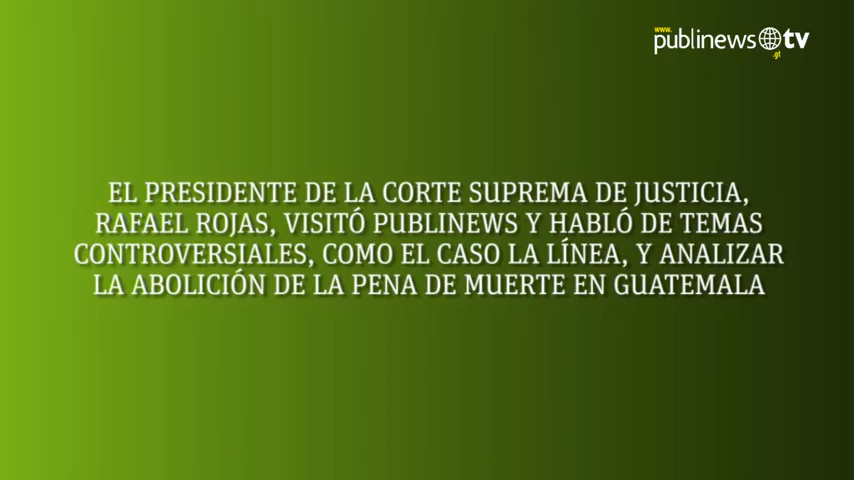 www.
publinews tv
.gt
EL PRESIDENTE DE LA CORTE SUPREMA DE JUSTICIA,
RAFAEL ROJAS, VISITÓ PUBLINEWS Y HABLÓ DE TEMAS
CONTROVERSIALES, COMO EL CASO LA LÍNEA, Y ANALIZAR
LA ABOLICIÓN DE LA PENA DE MUERTE EN GUATEMALA